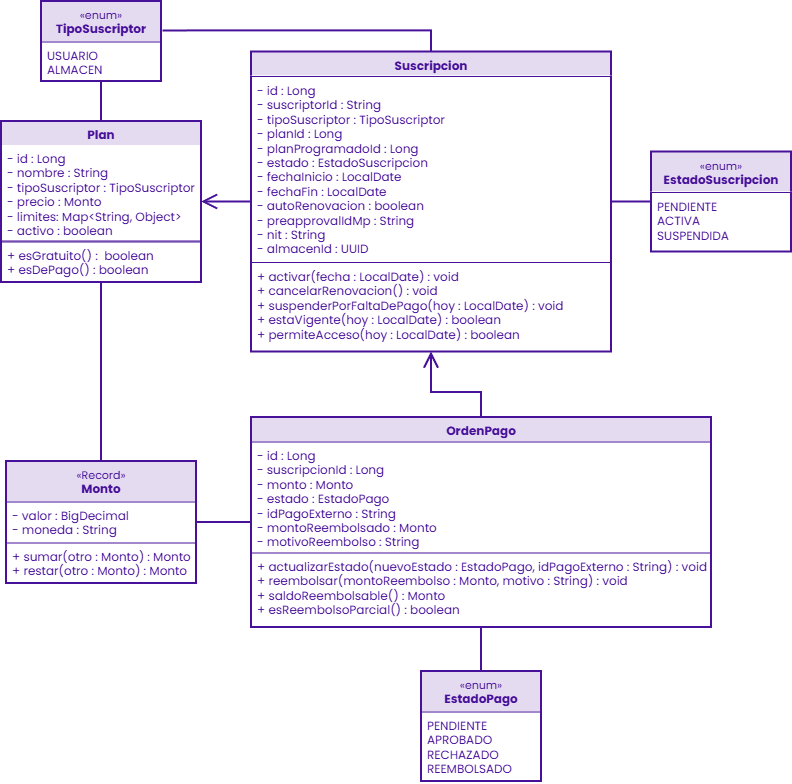 «enum»
TipoSuscriptor
USUARIO
ALMACEN
Plan
- id : Long
- nombre : String
- tipoSuscriptor : TipoSuscriptor
- precio : Monto
- limites: Map<String, Object>
- activo : boolean
+ esGratuito() :  boolean
+ esDePago() : boolean
Suscripcion
- id : Long
- suscriptorId : String
- tipoSuscriptor : TipoSuscriptor
- planId : Long
- planProgramadoId : Long
- estado : EstadoSuscripcion
- fechaInicio : LocalDate
- fechaFin : LocalDate
- autoRenovacion : boolean
- preapprovalIdMp : String
- nit : String
- almacenId : UUID
+ activar(fecha : LocalDate) : void
+ cancelarRenovacion() : void
+ suspenderPorFaltaDePago(hoy : LocalDate) : void
+ estaVigente(hoy : LocalDate) : boolean
+ permiteAcceso(hoy : LocalDate) : boolean
«enum»
EstadoSuscripcion
PENDIENTE
ACTIVA
SUSPENDIDA
«Record»
Monto
- valor : BigDecimal
- moneda : String
+ sumar(otro : Monto) : Monto
+ restar(otro : Monto) : Monto
OrdenPago
- id : Long
- suscripcionId : Long
- monto : Monto
- estado : EstadoPago
- idPagoExterno : String
- montoReembolsado : Monto
- motivoReembolso : String
+ actualizarEstado(nuevoEstado : EstadoPago, idPagoExterno : String) : void
+ reembolsar(montoReembolso : Monto, motivo : String) : void
+ saldoReembolsable() : Monto
+ esReembolsoParcial() : boolean
«enum»
EstadoPago
PENDIENTE
APROBADO
RECHAZADO
REEMBOLSADO